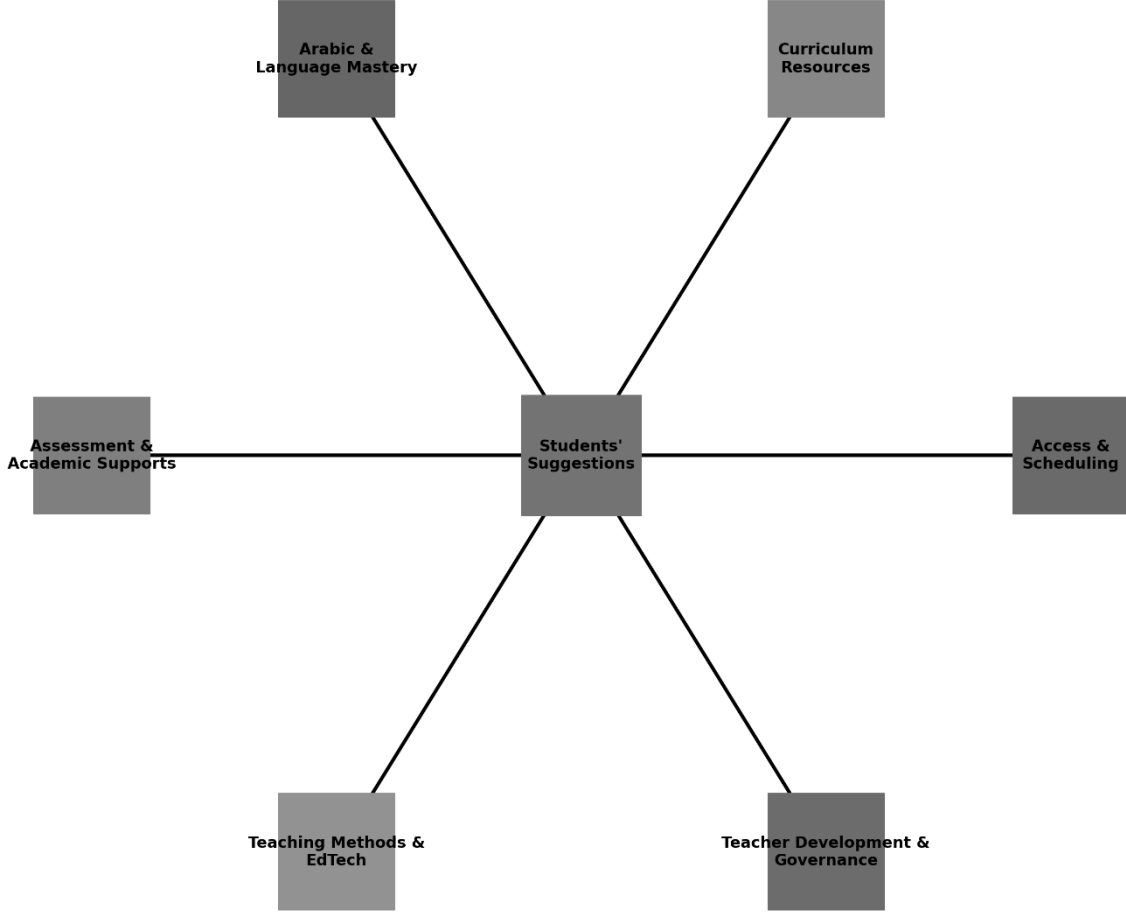 Arabic &
Language Mastery
Curriculum
Resources
Assessment &
Academic Supports
Students'
Suggestions
Access &
Scheduling
Teaching Methods &
EdTech
Teacher Development &
Governance